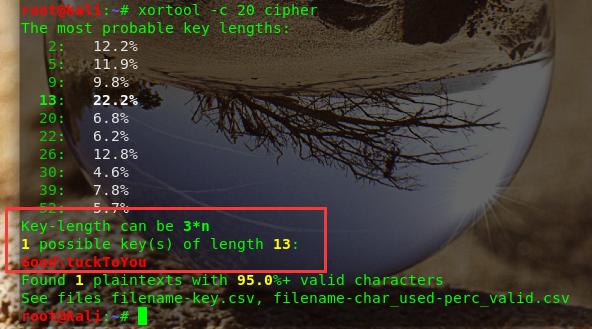 root@kali:~# xortool -c 20 cipher
The most probable key lengths:
2: 12.2%
5: 11.9%
9: 9.8%
13: 22.2%
20: 6.8%
22: 6.2%
26: 12.8%
30: 4.6%
39: 7.8%
52: 5.7%
Key-length can be 3*n
1 possible key(s) of length 13:
Good\tuckToYou
Found 1 plaintexts with 95.0%+ valid characters
See files filename-key.csv, filename-char_used-perc_valid.csv
root@kali:~#